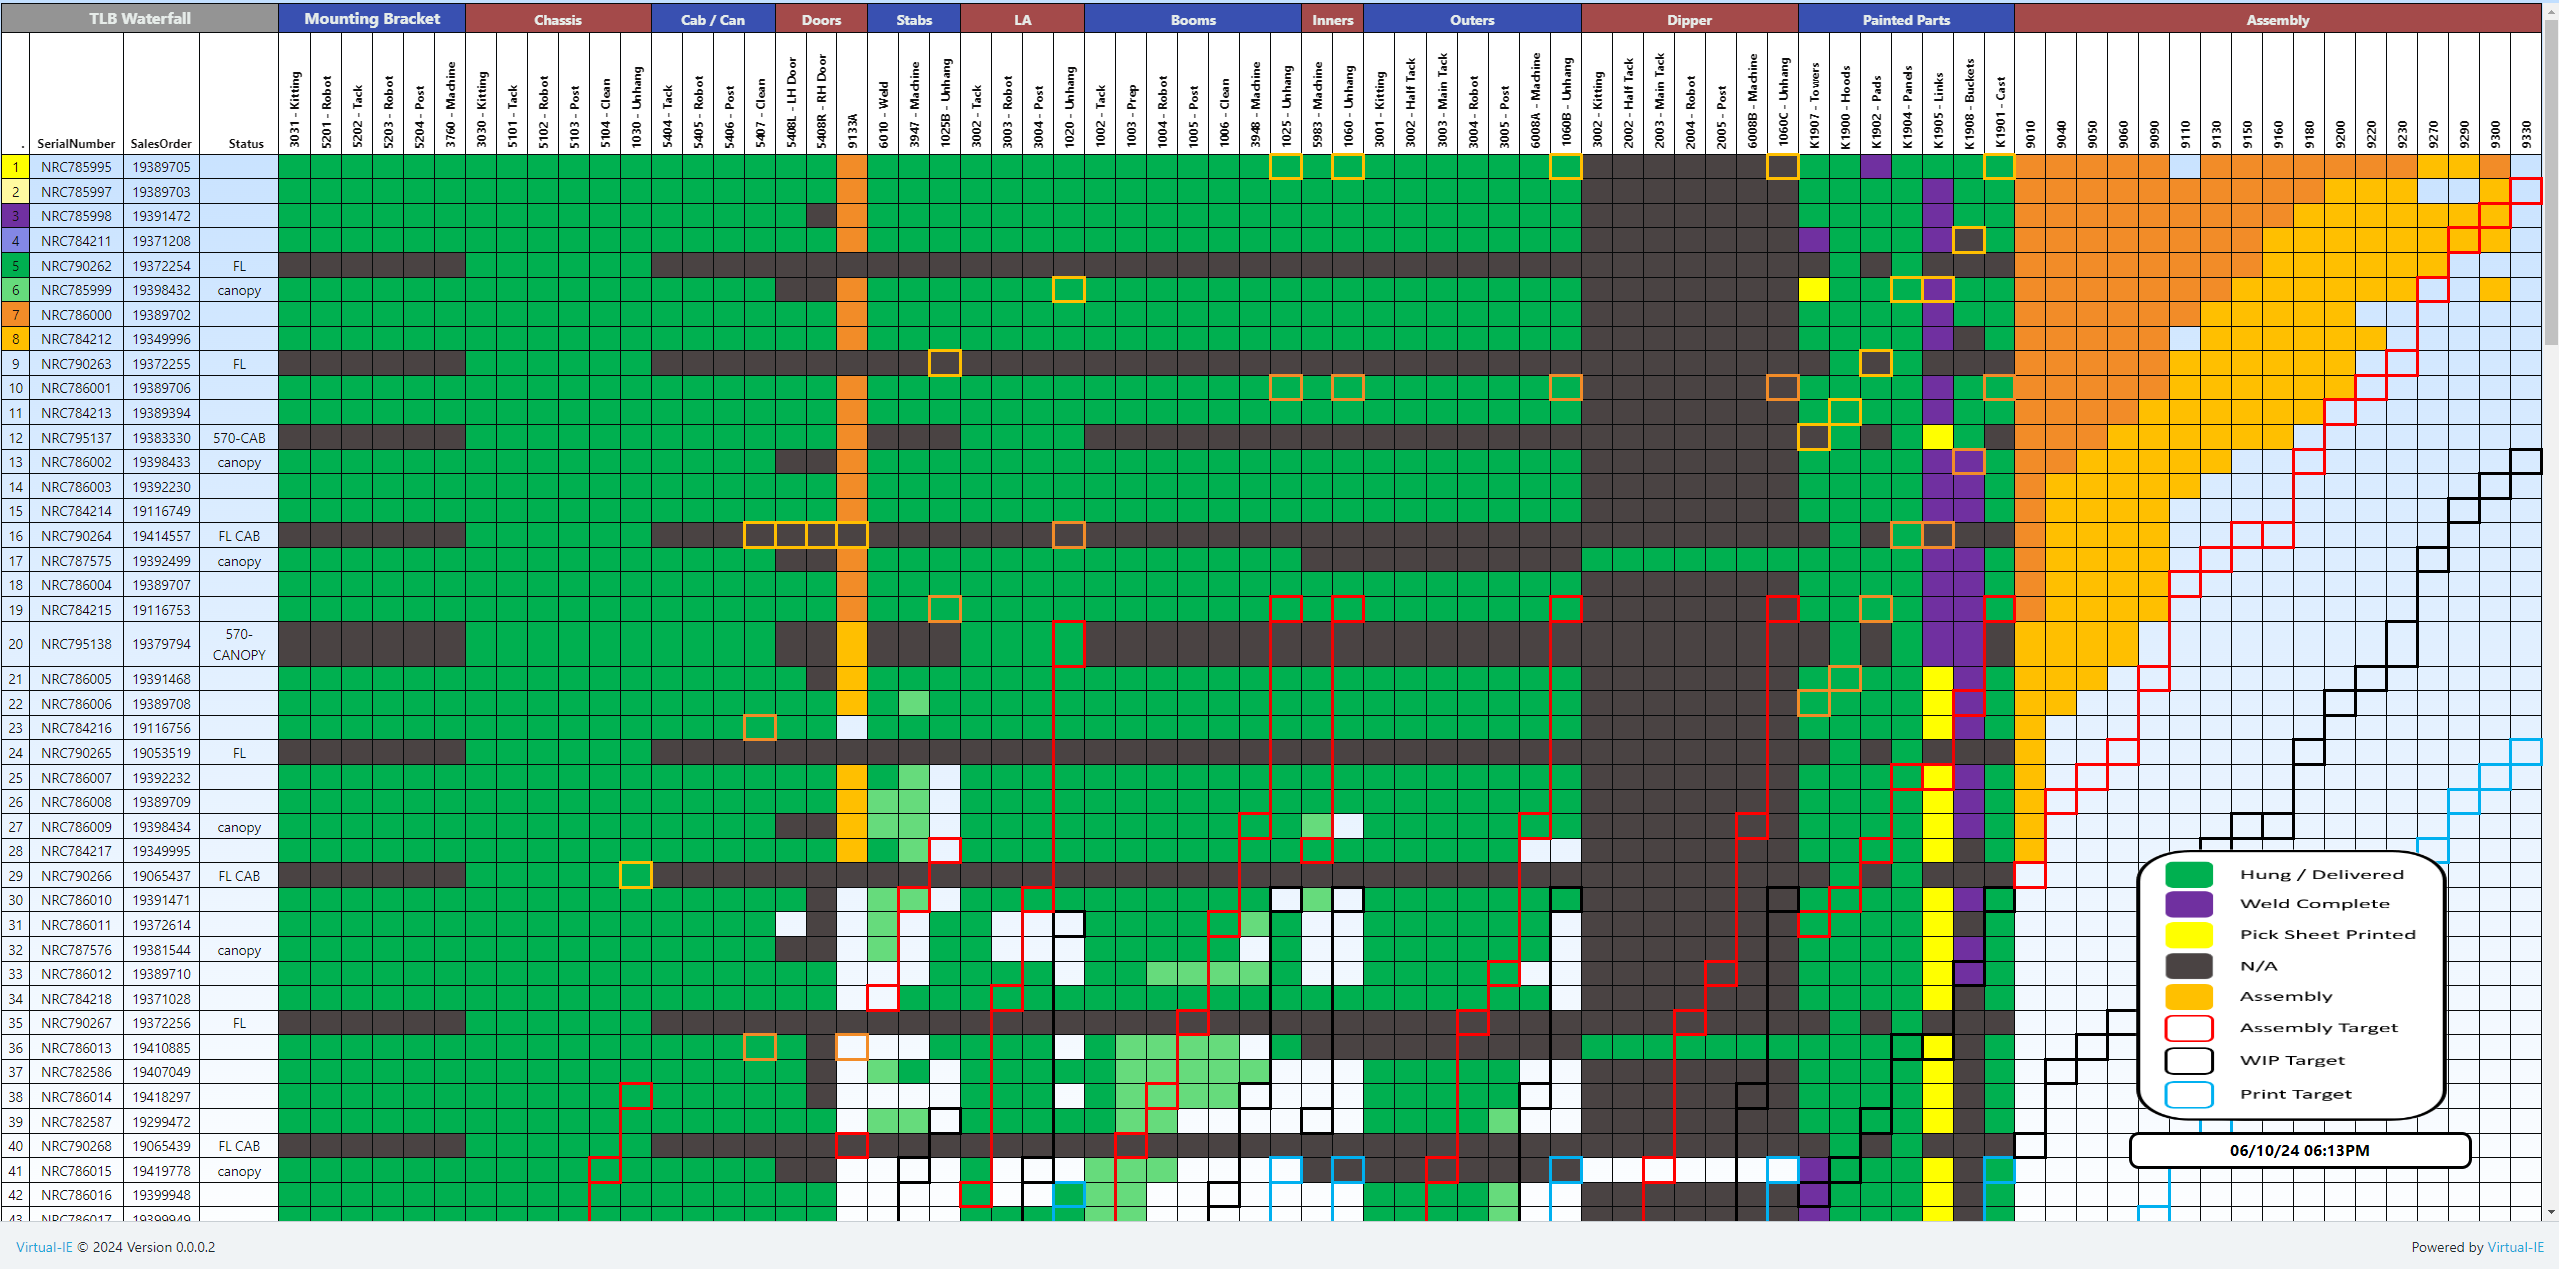 TLB Waterfall Mounting Bracket Chassis Cab / Can Doors Stabs LA Booms Inners Outers Dipper Painted Parts Assembly
. SerialNumber SalesOrder Status 3031 - Kitting 5201 - Robot 5202 - Tack 5203 - Robot 5204 - Post 3760 - Machine 3030 - Kitting 5101 - Tack 5102 - Robot 5103 - Post 5104 - Clean 1030 - Unhang 5404 - Tack 5405 - Robot 5406 - Post 5407 - Clean 5408L - LH Door 5408R - RH Door 9133A 6010 - Weld 3947 - Machine 1025B - Unhang 3002 - Tack 3003 - Robot 3004 - Post 1020 - Unhang 1002 - Tack 1003 - Prep 1004 - Robot 1005 - Post 1006 - Clean 3948 - Machine 1025 - Unhang 5983 - Machine 1060 - Unhang 3001 - Kitting 3002 - Half Tack 3003 - Main Tack 3004 - Robot 3005 - Post 6008A - Machine 1060B - Unhang 3002 - Kitting 2002 - Half Tack 2003 - Main Tack 2004 - Robot 2005 - Post 6008B - Machine 1060C - Unhang K1907 - Towers K1900 - Hoods K1902 - Pads K1904 - Panels K1905 - Links K1908 - Buckets K1901 - Cast 9010 9040 9050 9060 9090 9110 9130 9150 9160 9180 9200 9220 9230 9270 9290 9300 9330
1 NRC785995 19389705
2 NRC785997 19389703
3 NRC785998 19391472
4 NRC784211 19371208
5 NRC790262 19372254 FL
6 NRC785999 19398432 canopy
7 NRC786000 19389702
8 NRC784212 19349996
9 NRC790263 19372255 FL
10 NRC786001 19389706
11 NRC784213 19389394
12 NRC795137 19383330 570-CAB
13 NRC786002 19398433 canopy
14 NRC786003 19392230
15 NRC784214 19116749
16 NRC790264 19414557 FL CAB
17 NRC787575 19392499 canopy
18 NRC786004 19389707
19 NRC784215 19116753
20 NRC795138 19379794 570-
CANOPY
21 NRC786005 19391468
22 NRC786006 19389708
23 NRC784216 19116756
24 NRC790265 19053519 FL
25 NRC786007 19392232
26 NRC786008 19389709
27 NRC786009 19398434 canopy
28 NRC784217 19349995
29 NRC790266 19065437 FL CAB
30 NRC786010 19391471
31 NRC786011 19372614
32 NRC787576 19381544 canopy
33 NRC786012 19389710
34 NRC784218 19371028
35 NRC790267 19372256 FL
36 NRC786013 19410885
37 NRC782586 19407049
38 NRC786014 19418297
39 NRC782587 19299472
40 NRC790268 19065439 FL CAB
41 NRC786015 19419778 canopy
42 NRC786016 19399948
43 NRC786017 19399949
Hung / Delivered
Weld Complete
Pick Sheet Printed
N/A
Assembly
Assembly Target
WIP Target
Print Target
06/10/24 06:13PM
Virtual-IE © 2024 Version 0.0.0.2 Powered by Virtual-IE